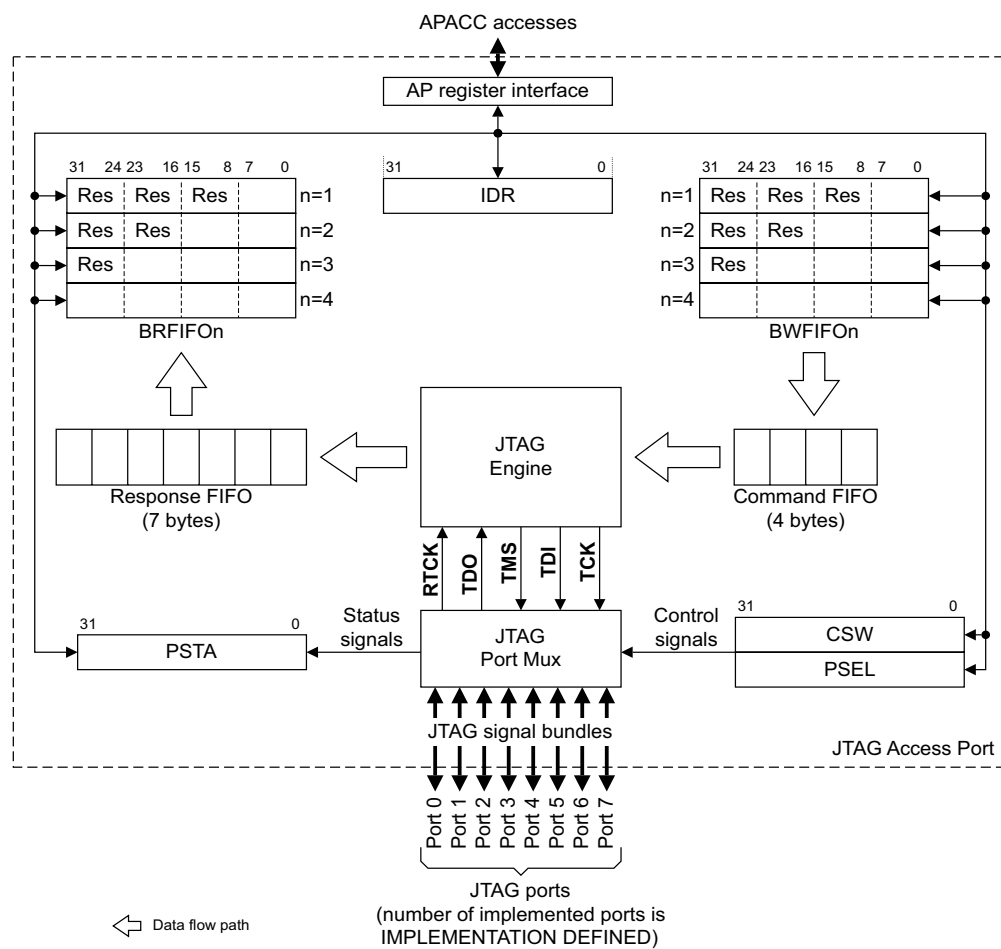 APACC accesses
AP register interface
31 24 23 16 15 8 7 0
31 0
31 24 23 16 15 8 7 0
Res Res Res n=1
IDR
n=1 Res Res Res
Res Res n=2
n=2 Res Res
Res n=3
n=3 Res
n=4
n=4
BRFIFOn
BWFIFOn
JTAG
Engine
Response FIFO
(7 bytes)
Command FIFO
(4 bytes)
RTCK
TDO
TMS
TDI
TCK
31 0
PSTA
Status
signals
JTAG
Port Mux
Control
signals
31 0
CSW
PSEL
JTAG signal bundles
JTAG Access Port
Port 0
Port 1
Port 2
Port 3
Port 4
Port 5
Port 6
Port 7
JTAG ports
(number of implemented ports is
IMPLEMENTATION DEFINED)
Data flow path